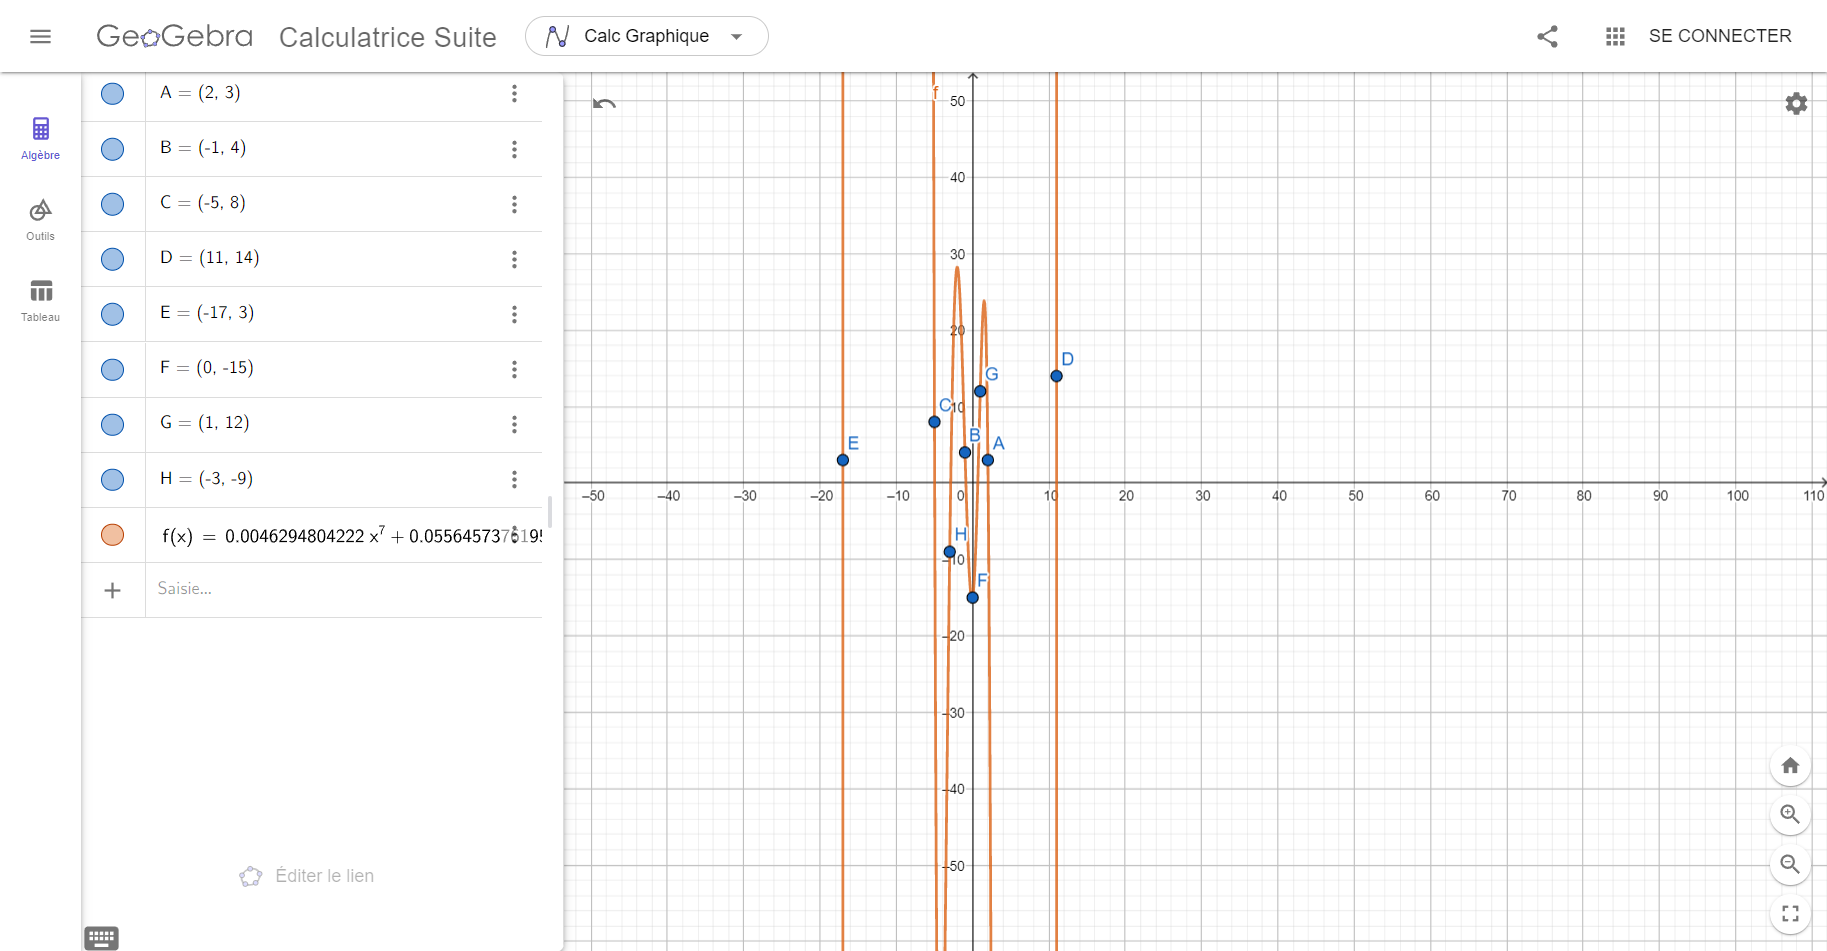 GeoGebra Calculatrice Suite Calc Graphique SE CONNECTER
Algèbre
Outils
Tableau
A = (2, 3)
B = (-1, 4)
C = (-5, 8)
D = (11, 14)
E = (-17, 3)
F = (0, -15)
G = (1, 12)
H = (-3, -9)
f(x) = 0.0046294804222 x⁷ + 0.055645737619
Saisie...
Éditer le lien
f
50
40
30
20
10
–10
–20
–30
–40
–50
–50 –40 –30 –20 –10 0 10 20 30 40 50 60 70 80 90 100 110
E
C
B
G
A
D
H
F